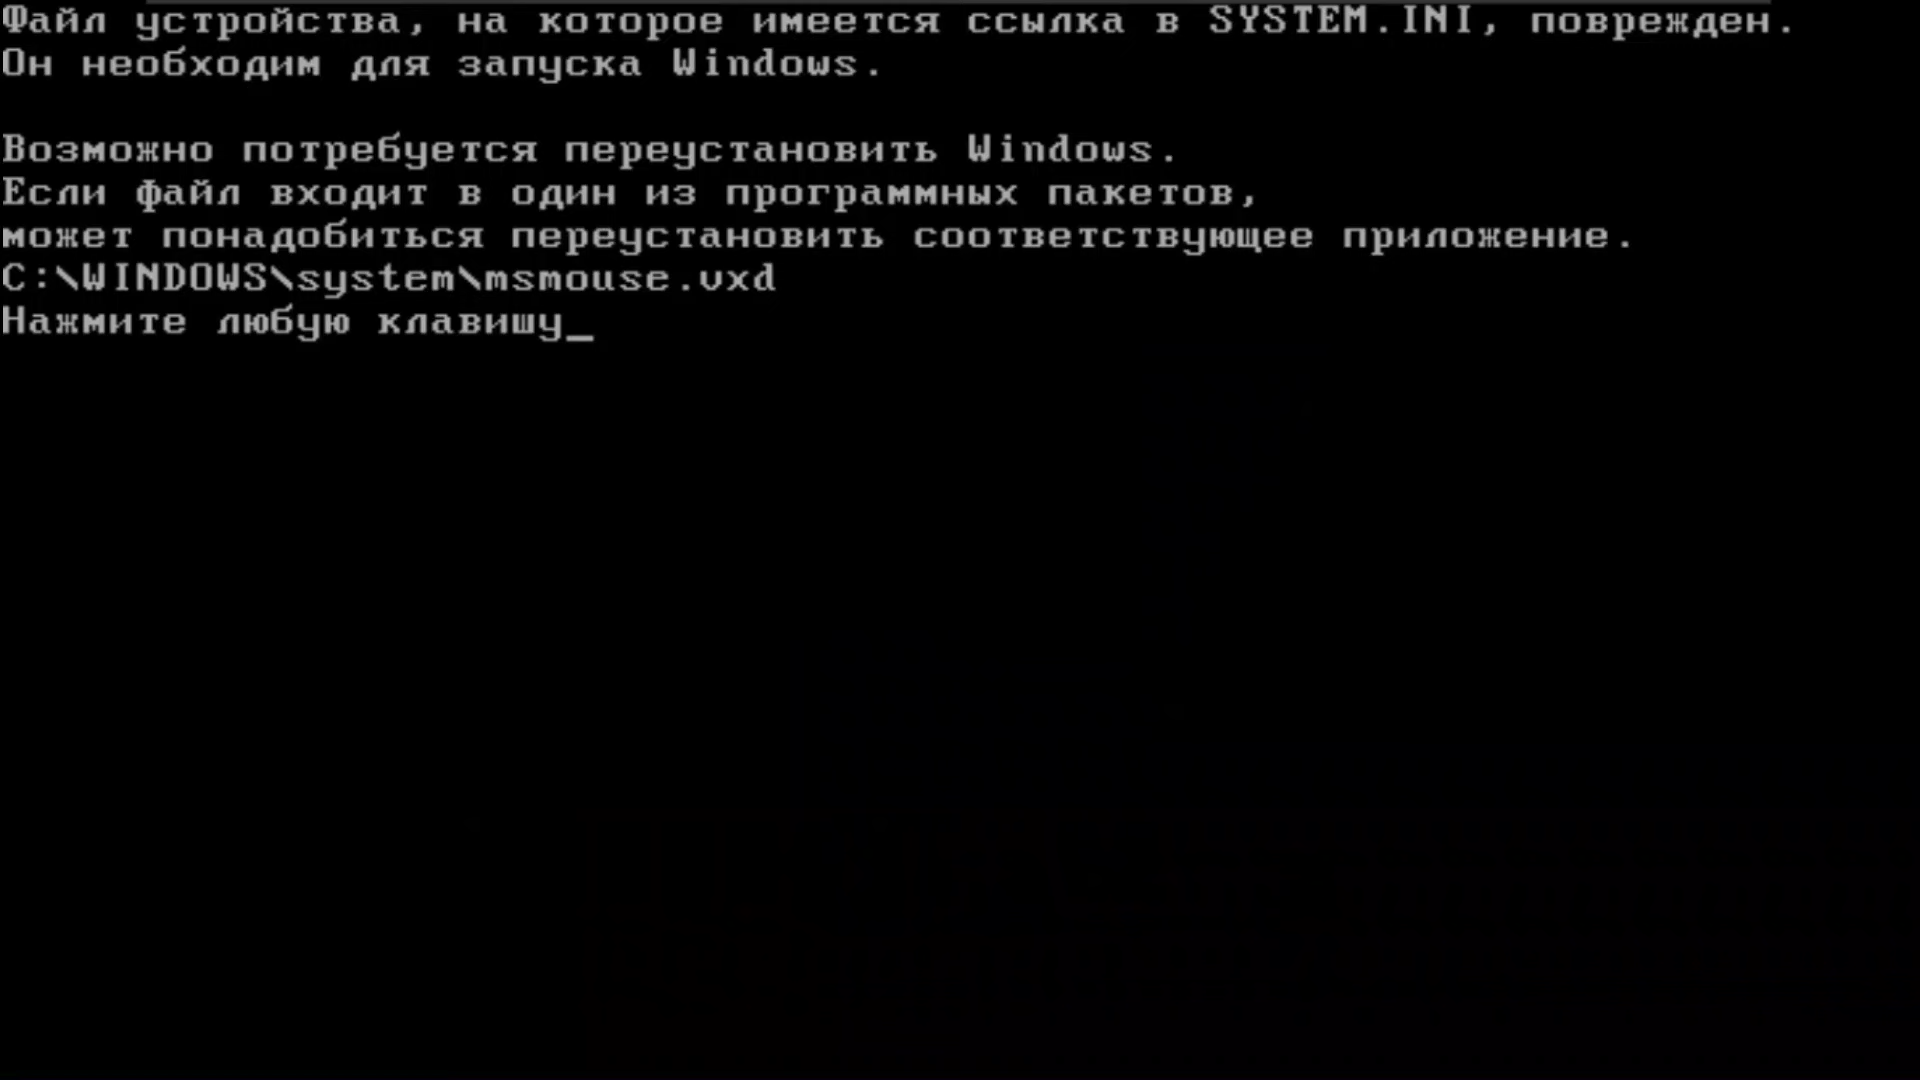 Файл устройства, на которое имеется ссылка в SYSTEM.INI, поврежден.
Он необходим для запуска Windows.
Возможно потребуется переустановить Windows.
Если файл входит в один из программных пакетов,
может понадобиться переустановить соответствующее приложение.
C:\WINDOWS\system\msmouse.vxd
Нажмите любую клавишу_